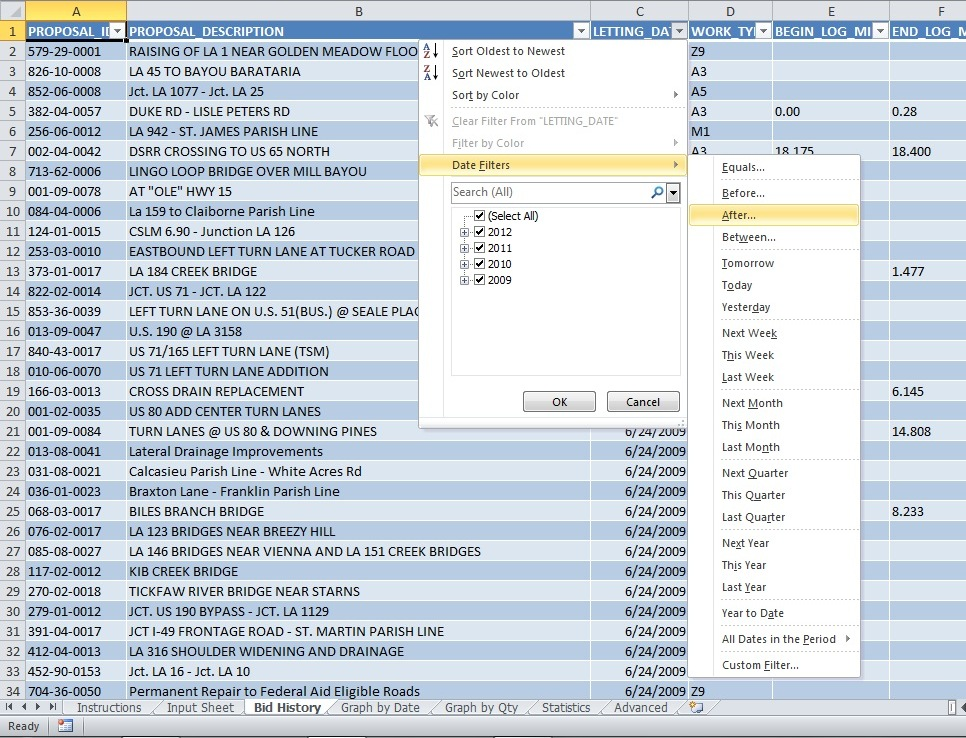 A B C D E F
1 PROPOSAL_ID PROPOSAL_DESCRIPTION LETTING_DAT WORK_TYP BEGIN_LOG_MI END_LOG_M
2 579-29-0001 RAISING OF LA 1 NEAR GOLDEN MEADOW FLOO Z9
3 826-10-0008 LA 45 TO BAYOU BARATARIA A3
4 852-06-0008 Jct. LA 1077 - Jct. LA 25 A5
5 382-04-0057 DUKE RD - LISLE PETERS RD A3 0.00 0.28
6 256-06-0012 LA 942 - ST. JAMES PARISH LINE M1
7 002-04-0042 DSRR CROSSING TO US 65 NORTH A3 18.175 18.400
8 713-62-0006 LINGO LOOP BRIDGE OVER MILL BAYOU
9 001-09-0078 AT "OLE" HWY 15
10 084-04-0006 La 159 to Claiborne Parish Line
11 124-01-0015 CSLM 6.90 - Junction LA 126
12 253-03-0010 EASTBOUND LEFT TURN LANE AT TUCKER ROAD
13 373-01-0017 LA 184 CREEK BRIDGE 1.477
14 822-02-0014 JCT. US 71 - JCT. LA 122
15 853-36-0039 LEFT TURN LANE ON U.S. 51(BUS.) @ SEALE PLAC
16 013-09-0047 U.S. 190 @ LA 3158
17 840-43-0017 US 71/165 LEFT TURN LANE (TSM)
18 010-06-0070 US 71 LEFT TURN LANE ADDITION
19 166-03-0013 CROSS DRAIN REPLACEMENT 6.145
20 001-02-0035 US 80 ADD CENTER TURN LANES
21 001-09-0084 TURN LANES @ US 80 & DOWNING PINES 6/24/2009 14.808
22 013-08-0041 Lateral Drainage Improvements 6/24/2009
23 031-08-0021 Calcasieu Parish Line - White Acres Rd 6/24/2009
24 036-01-0023 Braxton Lane - Franklin Parish Line 6/24/2009
25 068-03-0017 BILES BRANCH BRIDGE 6/24/2009 8.233
26 076-02-0017 LA 123 BRIDGES NEAR BREEZY HILL 6/24/2009
27 085-08-0027 LA 146 BRIDGES NEAR VIENNA AND LA 151 CREEK BRIDGES 6/24/2009
28 117-02-0012 KIB CREEK BRIDGE 6/24/2009
29 270-02-0018 TICKFAW RIVER BRIDGE NEAR STARNS 6/24/2009
30 279-01-0012 JCT. US 190 BYPASS - JCT. LA 1129 6/24/2009
31 391-04-0017 JCT I-49 FRONTAGE ROAD - ST. MARTIN PARISH LINE 6/24/2009
32 412-04-0013 LA 316 SHOULDER WIDENING AND DRAINAGE 6/24/2009
33 452-90-0153 Jct. LA 16 - Jct. LA 10 6/24/2009
34 704-36-0050 Permanent Repair to Federal Aid Eligible Roads 6/24/2009 Z9
Sort Oldest to Newest
Sort Newest to Oldest
Sort by Color
Clear Filter From "LETTING_DATE"
Filter by Color
Date Filters
Search (All)
(Select All)
2012
2011
2010
2009
OK Cancel
Equals...
Before...
After...
Between...
Tomorrow
Today
Yesterday
Next Week
This Week
Last Week
Next Month
This Month
Last Month
Next Quarter
This Quarter
Last Quarter
Next Year
This Year
Last Year
Year to Date
All Dates in the Period
Custom Filter...
Instructions Input Sheet Bid History Graph by Date Graph by Qty Statistics Advanced
Ready